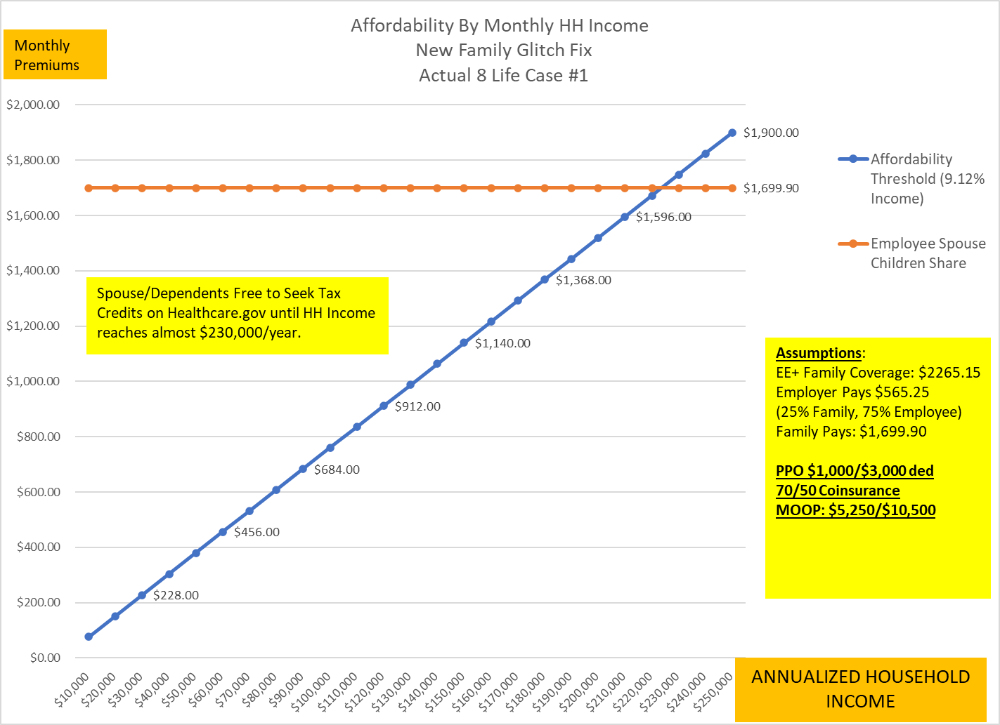 Affordability By Monthly HH Income
New Family Glitch Fix
Actual 8 Life Case #1
Monthly
Premiums
$2,000.00
$1,800.00
$1,600.00
$1,400.00
$1,200.00
$1,000.00
$800.00
$600.00
$400.00
$200.00
$0.00
$1,900.00
$1,699.90
$1,596.00
$1,368.00
$1,140.00
$912.00
$684.00
$456.00
$228.00
Spouse/Dependents Free to Seek Tax
Credits on Healthcare.gov until HH Income
reaches almost $230,000/year.
Affordability
Threshold (9.12%
Income)
Employee Spouse
Children Share
Assumptions:
EE+ Family Coverage: $2265.15
Employer Pays $565.25
(25% Family, 75% Employee)
Family Pays: $1,699.90
PPO $1,000/$3,000 ded
70/50 Coinsurance
MOOP: $5,250/$10,500
$10,000
$20,000
$30,000
$40,000
$50,000
$60,000
$70,000
$80,000
$90,000
$100,000
$110,000
$120,000
$130,000
$140,000
$150,000
$160,000
$170,000
$180,000
$190,000
$200,000
$210,000
$220,000
$230,000
$240,000
$250,000
ANNUALIZED HOUSEHOLD
INCOME